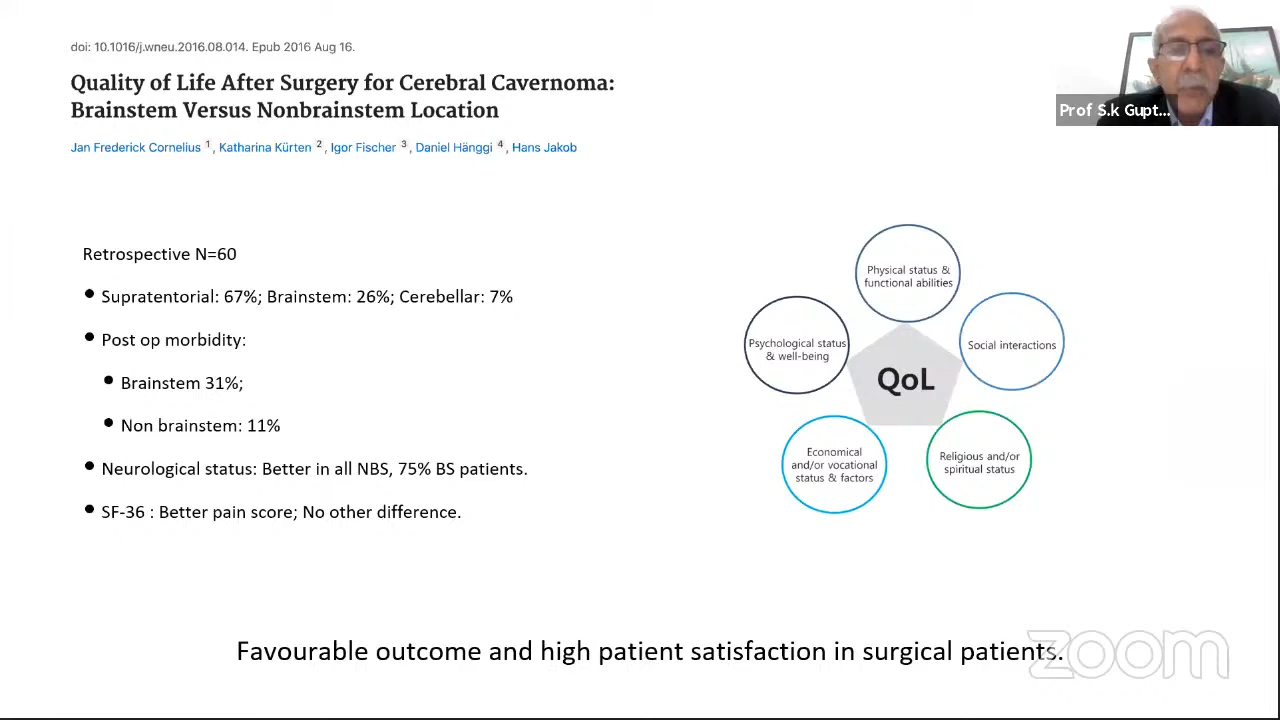 doi: 10.1016/j.wneu.2016.08.014. Epub 2016 Aug 16.
Quality of Life After Surgery for Cerebral Cavernoma:
Brainstem Versus Nonbrainstem Location
Jan Frederick Cornelius 1, Katharina Kürten 2, Igor Fischer 3, Daniel Hänggi 4, Hans Jakob
Prof S.k Gupt...
Retrospective N=60
• Supratentorial: 67%; Brainstem: 26%; Cerebellar: 7%
• Post op morbidity:
• Brainstem 31%;
• Non brainstem: 11%
• Neurological status: Better in all NBS, 75% BS patients.
• SF-36 : Better pain score; No other difference.
Physical status &
functional abilities
Psychological status
& well-being
Social interactions
QoL
Economical
and/or vocational
status & factors
Religious and/or
spiritual status
Favourable outcome and high patient satisfaction in surgical patients.
zoom